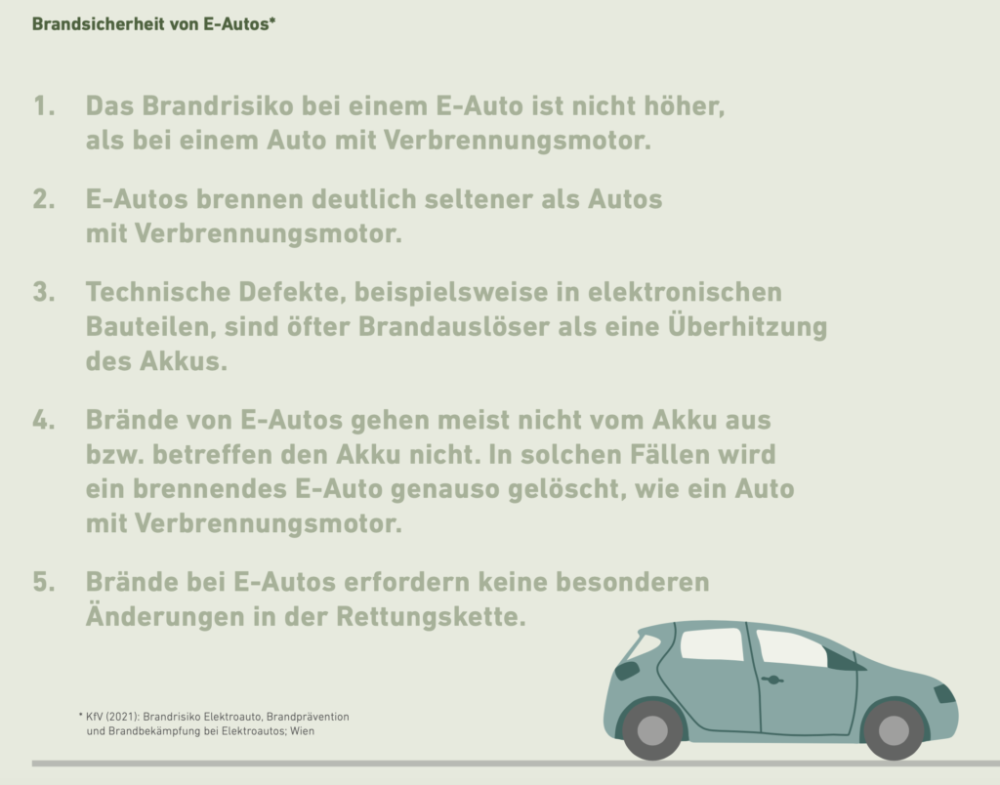 Brandsicherheit von E-Autos*
1. Das Brandrisiko bei einem E-Auto ist nicht höher,
als bei einem Auto mit Verbrennungsmotor.
2. E-Autos brennen deutlich seltener als Autos
mit Verbrennungsmotor.
3. Technische Defekte, beispielsweise in elektronischen
Bauteilen, sind öfter Brandauslöser als eine Überhitzung
des Akkus.
4. Brände von E-Autos gehen meist nicht vom Akku aus
bzw. betreffen den Akku nicht. In solchen Fällen wird
ein brennendes E-Auto genauso gelöscht, wie ein Auto
mit Verbrennungsmotor.
5. Brände bei E-Autos erfordern keine besonderen
Änderungen in der Rettungskette.
* KfV (2021): Brandrisiko Elektroauto, Brandprävention
und Brandbekämpfung bei Elektroautos; Wien